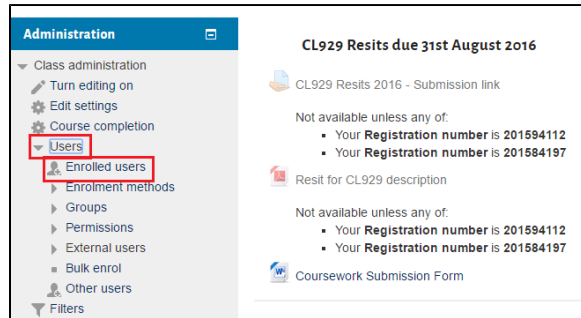 Administration
Class administration
Turn editing on
Edit settings
Course completion
Users
Enrolled users
Enrolment methods
Groups
Permissions
External users
Bulk enrol
Other users
Filters
CL929 Resits due 31st August 2016
CL929 Resits 2016 - Submission link
Not available unless any of:
Your Registration number is 201594112
Your Registration number is 201584197
Resit for CL929 description
Not available unless any of:
Your Registration number is 201594112
Your Registration number is 201584197
Coursework Submission Form